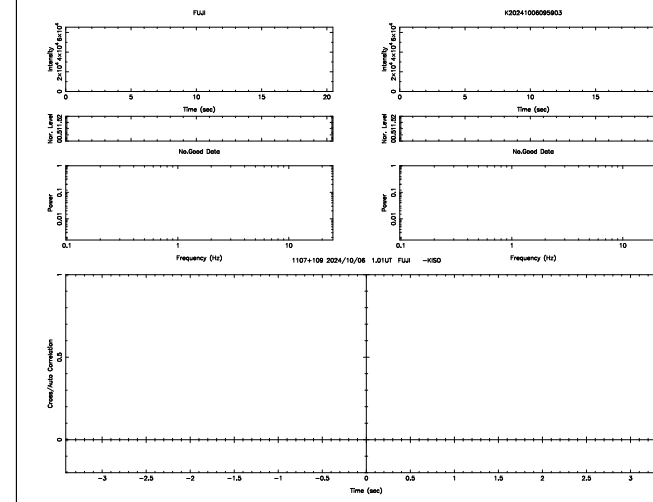 FUJI
K20241006095903
Intensity
0 2×10⁴ 4×10⁴ 6×10⁴
0 5 10 15 20
Time (sec)
Intensity
0 2×10⁴ 4×10⁴ 6×10⁴
0 5 10 15
Time (sec)
Nor. Level
00.511.52
No.Good Data
Nor. Level
00.511.52
No.Good Data
Power
0.01 0.1 1
0.1 1 10
Frequency (Hz)
Power
0.01 0.1 1
0.1 1 10
Frequency (Hz)
1107+109 2024/10/06 1.01UT FUJI -KISO
Cross/Auto Correlation
0 0.5 1
-3 -2.5 -2 -1.5 -1 -0.5 0 0.5 1 1.5 2 2.5 3
Time (sec)